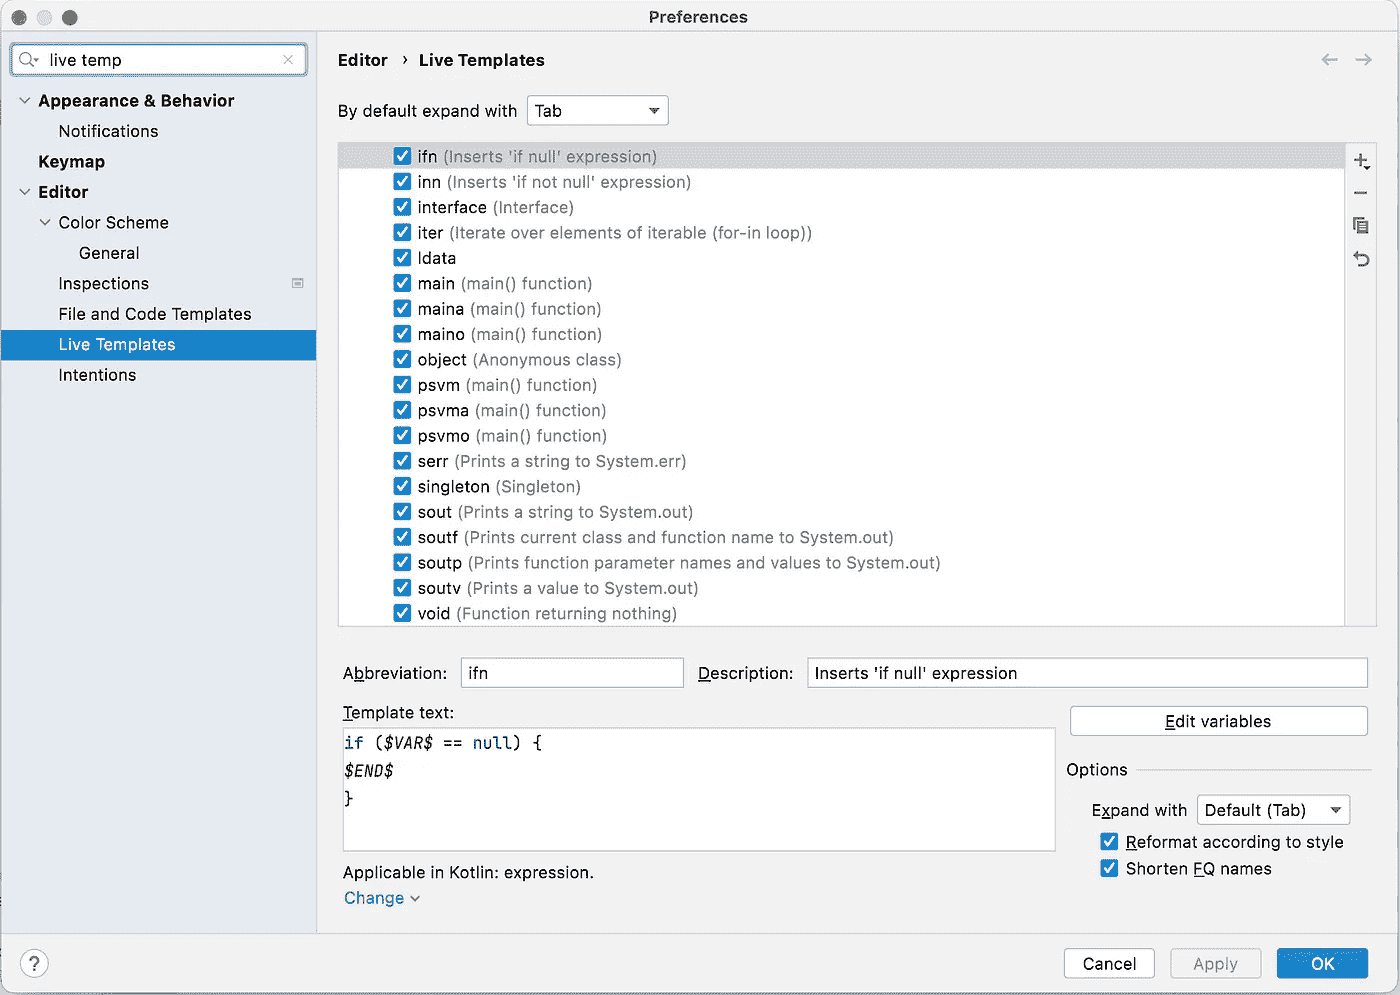 Preferences
live temp
Appearance & Behavior
Notifications
Keymap
Editor
Color Scheme
General
Inspections
File and Code Templates
Live Templates
Intentions
Editor › Live Templates
By default expand with Tab
ifn (Inserts 'if null' expression)
inn (Inserts 'if not null' expression)
interface (Interface)
iter (Iterate over elements of iterable (for-in loop))
ldata
main (main() function)
maina (main() function)
maino (main() function)
object (Anonymous class)
psvm (main() function)
psvma (main() function)
psvmo (main() function)
serr (Prints a string to System.err)
singleton (Singleton)
sout (Prints a string to System.out)
soutf (Prints current class and function name to System.out)
soutp (Prints function parameter names and values to System.out)
soutv (Prints a value to System.out)
void (Function returning nothing)
Abbreviation: ifn Description: Inserts 'if null' expression
Template text:
if ($VAR$ == null) {
$END$
}
Edit variables
Options
Expand with Default (Tab)
Reformat according to style
Shorten FQ names
Applicable in Kotlin: expression.
Change
? Cancel Apply OK